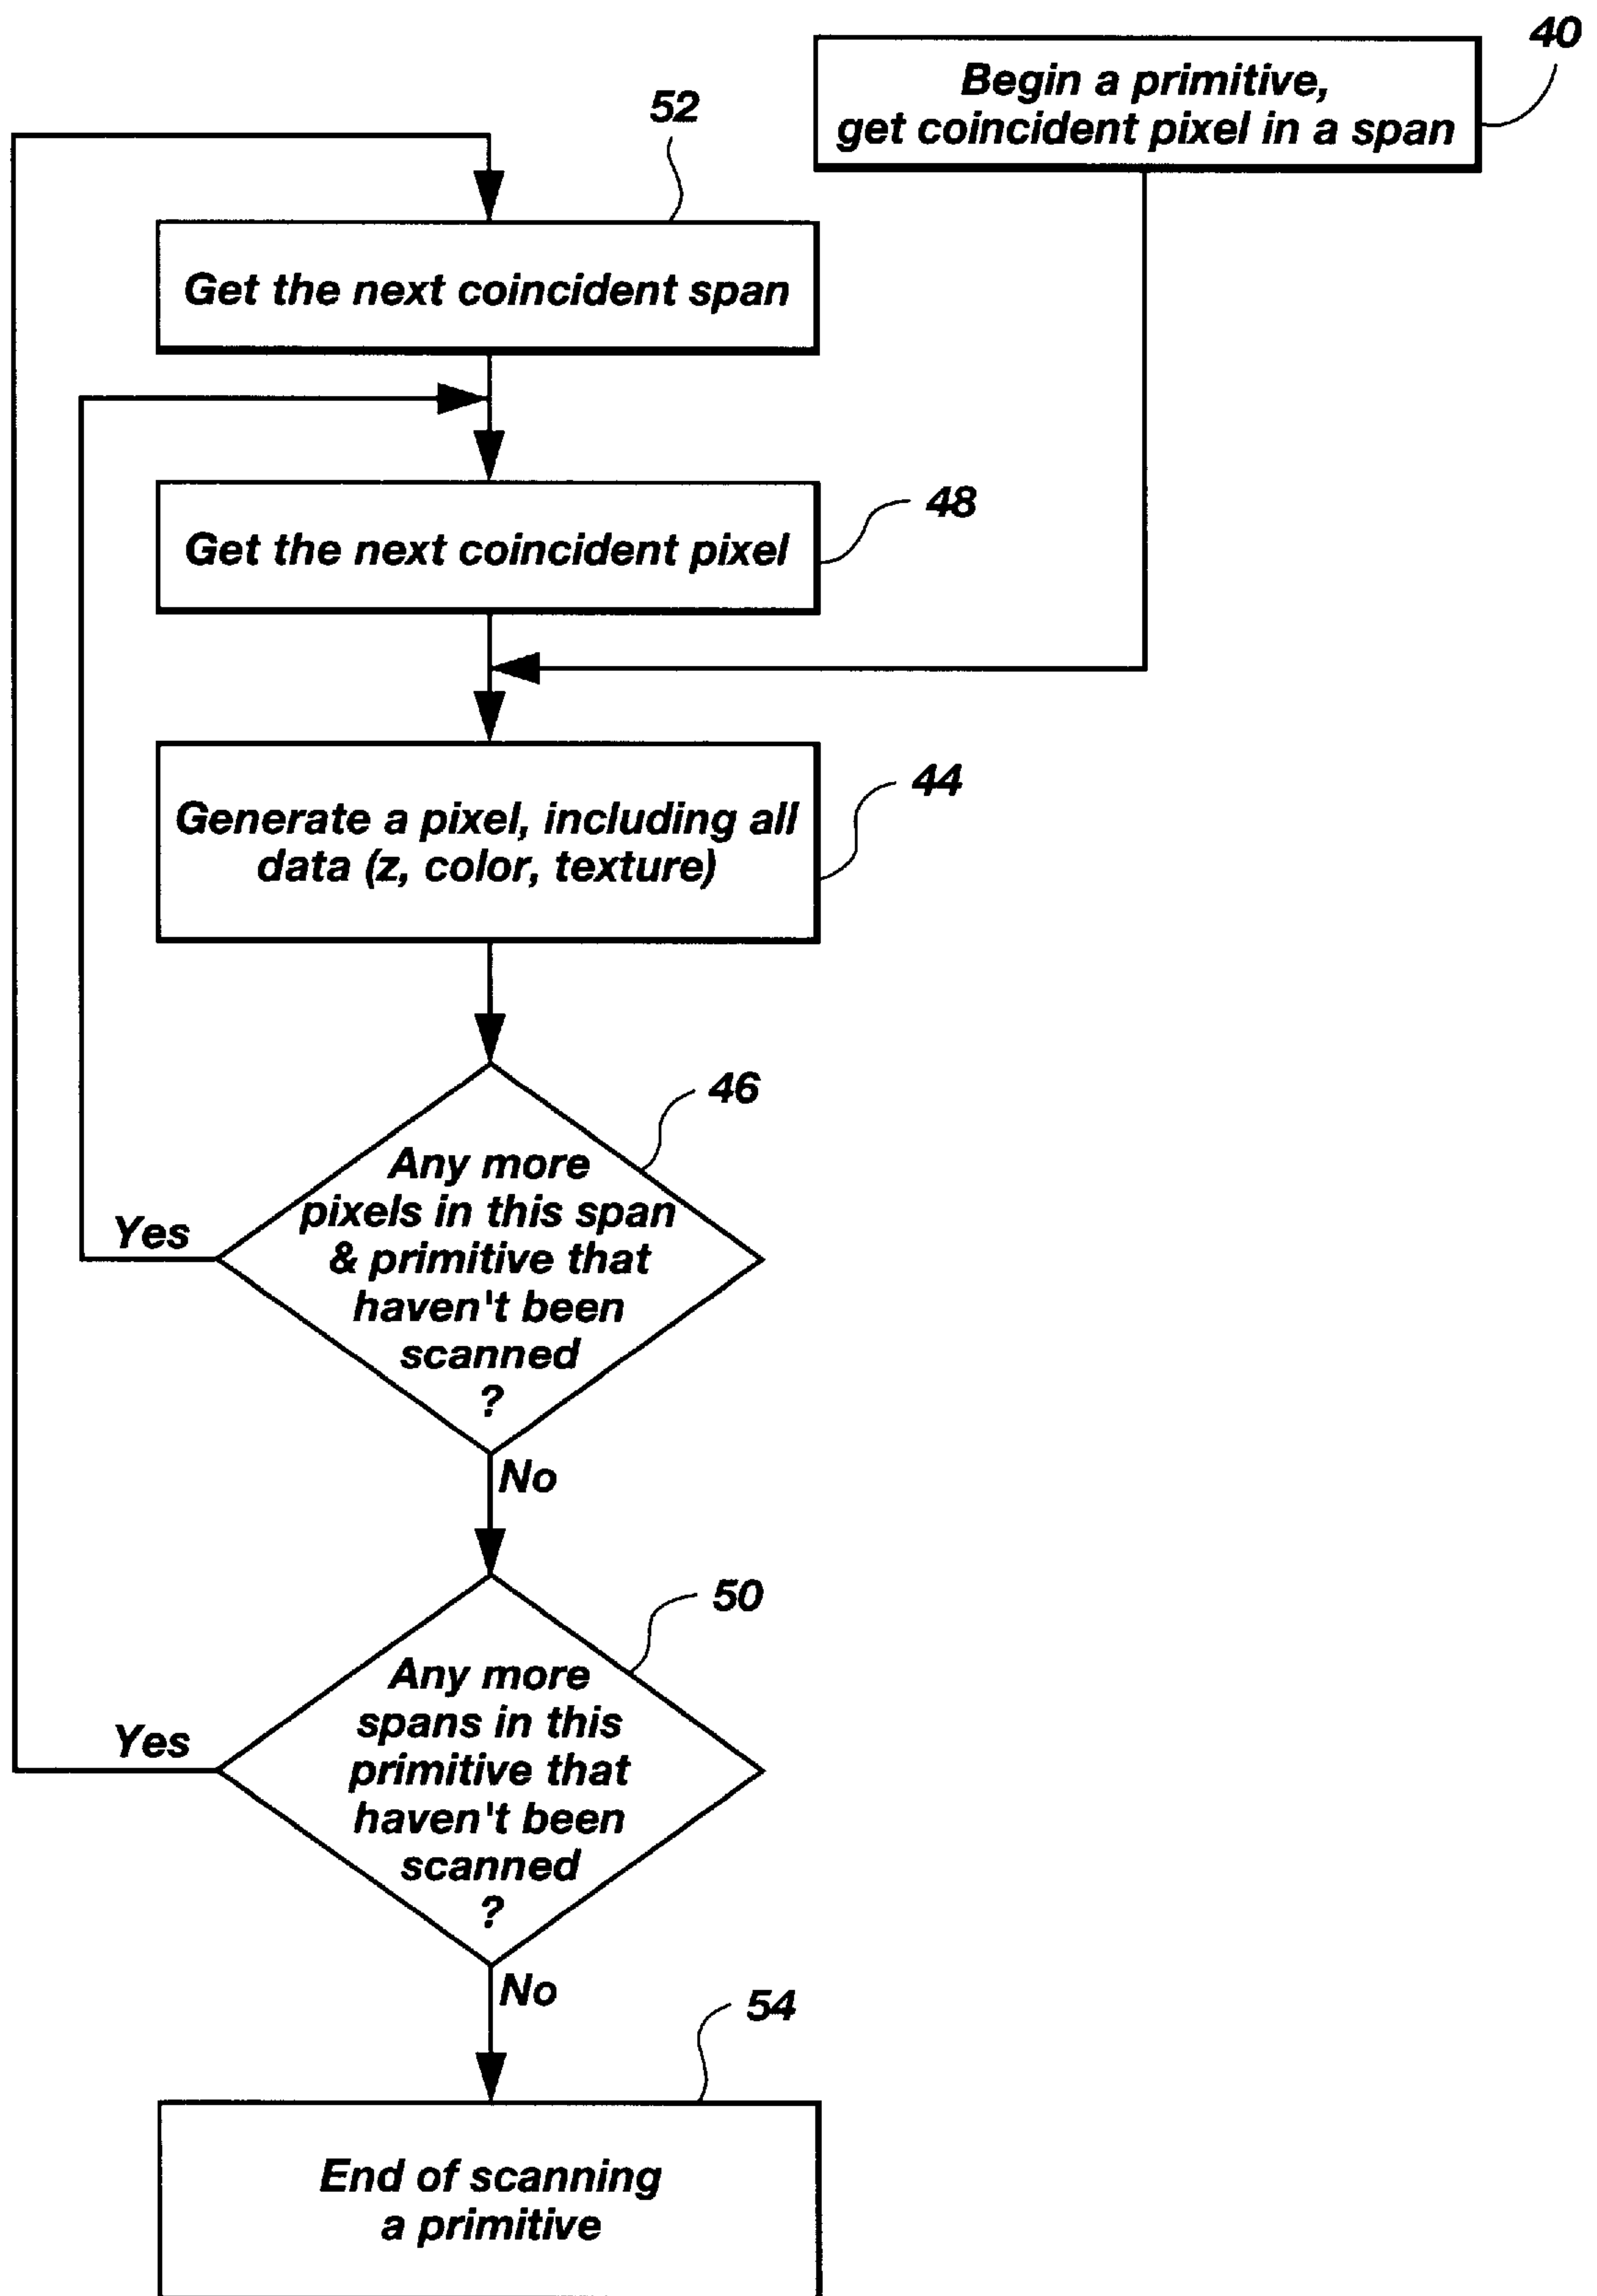 40
Begin a primitive,
get coincident pixel in a span
52
Get the next coincident span
48
Get the next coincident pixel
44
Generate a pixel, including all
data (z, color, texture)
46
Any more
pixels in this span
& primitive that
haven't been
scanned
?
Yes
No
50
Any more
spans in this
primitive that
haven't been
scanned
?
Yes
No
54
End of scanning
a primitive